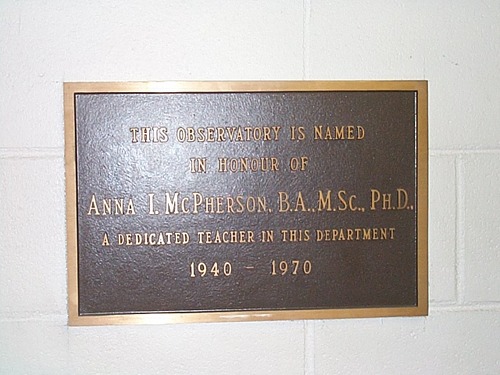 THIS OBSERVATORY IS NAMED
IN HONOUR OF
ANNA I. MCPHERSON, B.A., M.SC., PH.D.,
A DEDICATED TEACHER IN THIS DEPARTMENT
1940 – 1970